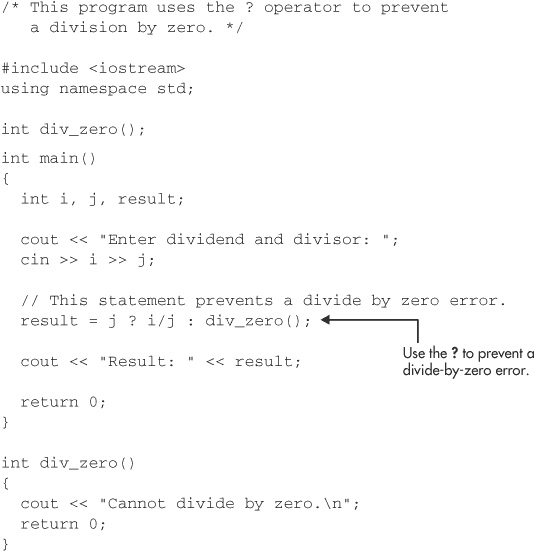 /* This program uses the ? operator to prevent
   a division by zero. */
#include <iostream>
using namespace std;
int div_zero();
int main()
{
  int i, j, result;
  cout << "Enter dividend and divisor: ";
  cin >> i >> j;
  // This statement prevents a divide by zero error.
  result = j ? i/j : div_zero();
Use the ? to prevent a
divide-by-zero error.
  cout << "Result: " << result;
  return 0;
}
int div_zero()
{
  cout << "Cannot divide by zero.\n";
  return 0;
}